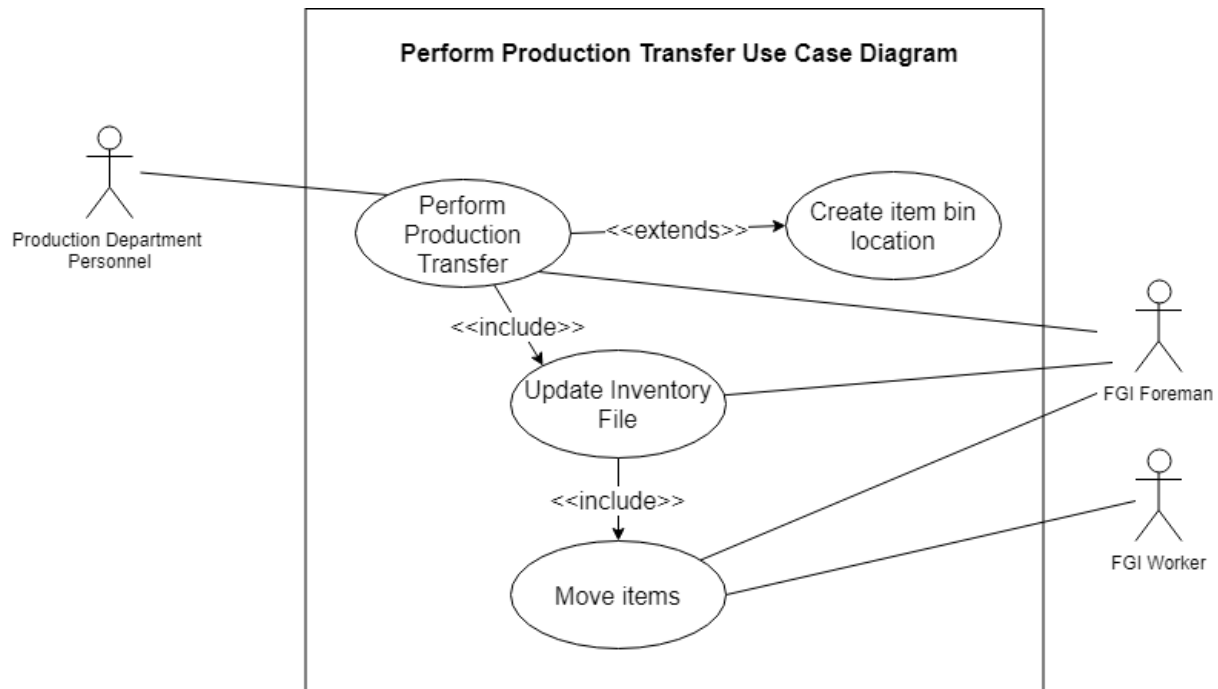 Perform Production Transfer Use Case Diagram
Production Department
Personnel
Perform
Production
Transfer
<<extends>>
Create item bin
location
<<include>>
Update Inventory
File
FGI Foreman
<<include>>
Move items
FGI Worker